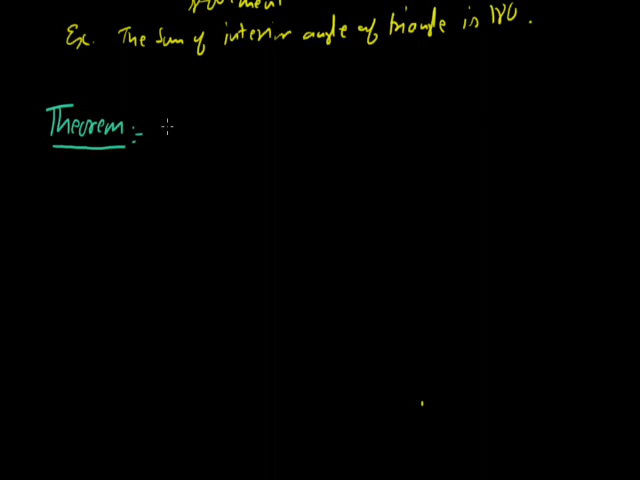 Ex. The Sum of interior angle of triangle is 180.
Theorem :-